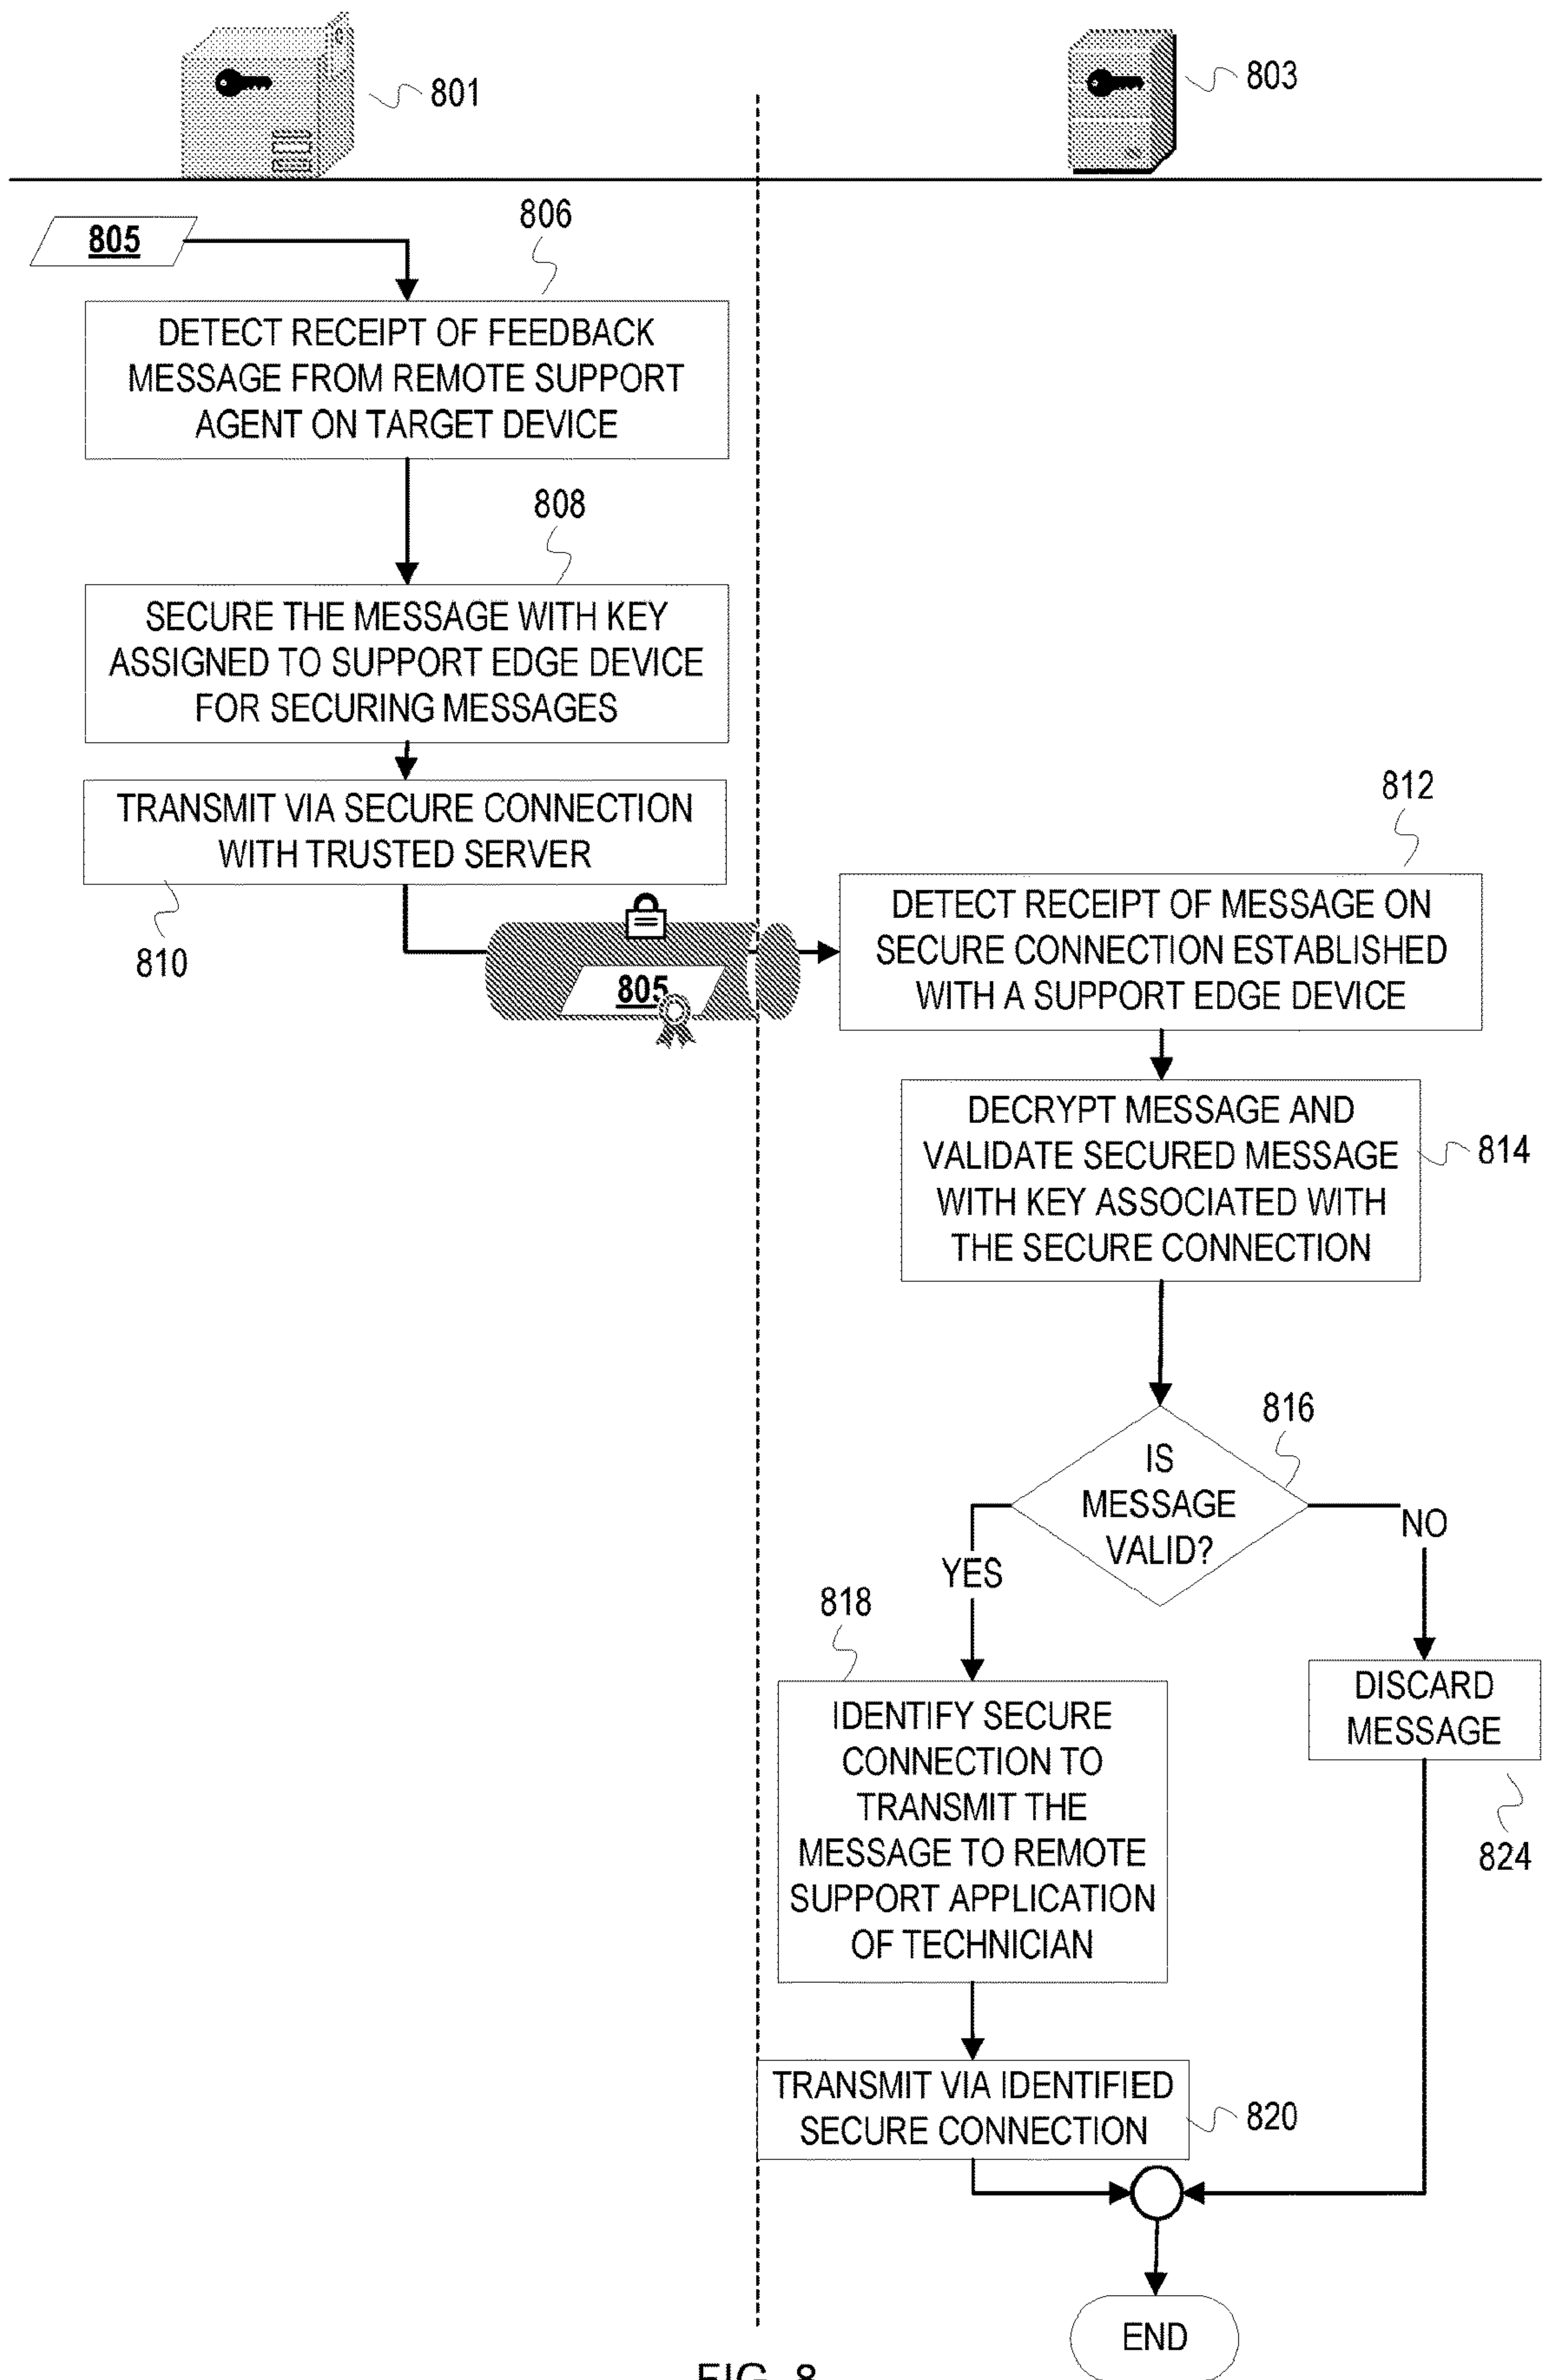 801
803
805
806
DETECT RECEIPT OF FEEDBACK
MESSAGE FROM REMOTE SUPPORT
AGENT ON TARGET DEVICE
808
SECURE THE MESSAGE WITH KEY
ASSIGNED TO SUPPORT EDGE DEVICE
FOR SECURING MESSAGES
TRANSMIT VIA SECURE CONNECTION
WITH TRUSTED SERVER
810
805
812
DETECT RECEIPT OF MESSAGE ON
SECURE CONNECTION ESTABLISHED
WITH A SUPPORT EDGE DEVICE
DECRYPT MESSAGE AND
VALIDATE SECURED MESSAGE
WITH KEY ASSOCIATED WITH
THE SECURE CONNECTION
814
816
IS
MESSAGE
VALID?
YES
NO
818
IDENTIFY SECURE
CONNECTION TO
TRANSMIT THE
MESSAGE TO REMOTE
SUPPORT APPLICATION
OF TECHNICIAN
DISCARD
MESSAGE
824
TRANSMIT VIA IDENTIFIED
SECURE CONNECTION
820
END
FIG. 8